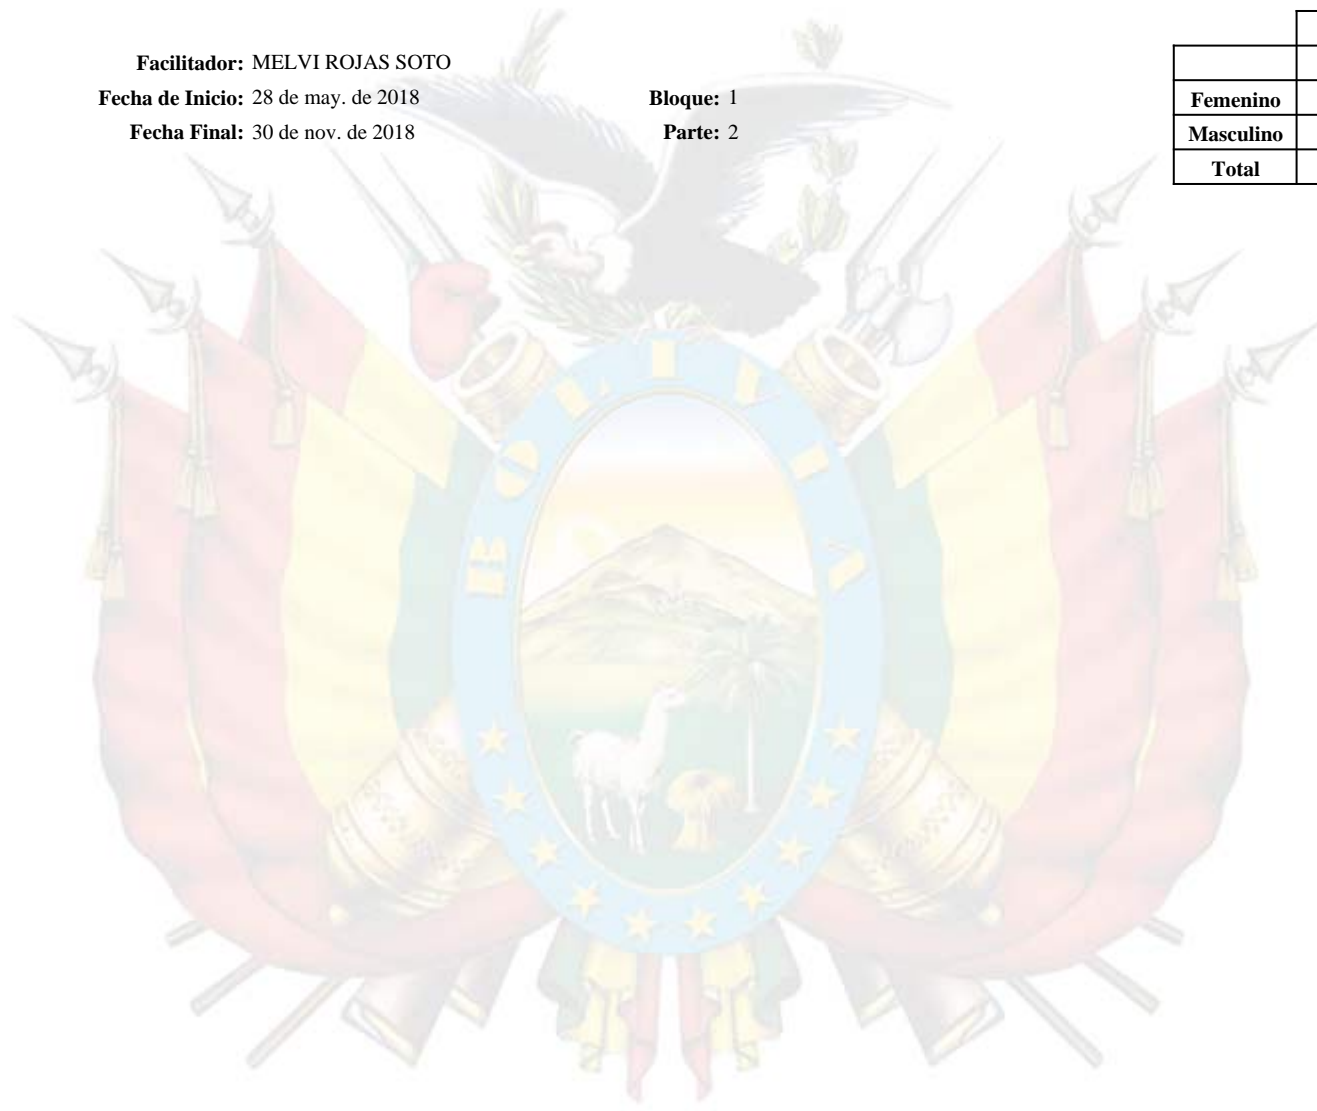 Facilitador: MELVI ROJAS SOTO
Fecha de Inicio: 28 de may. de 2018
Bloque: 1
Fecha Final: 30 de nov. de 2018
Parte: 2
Femenino
Masculino
Total
BOLIVIA